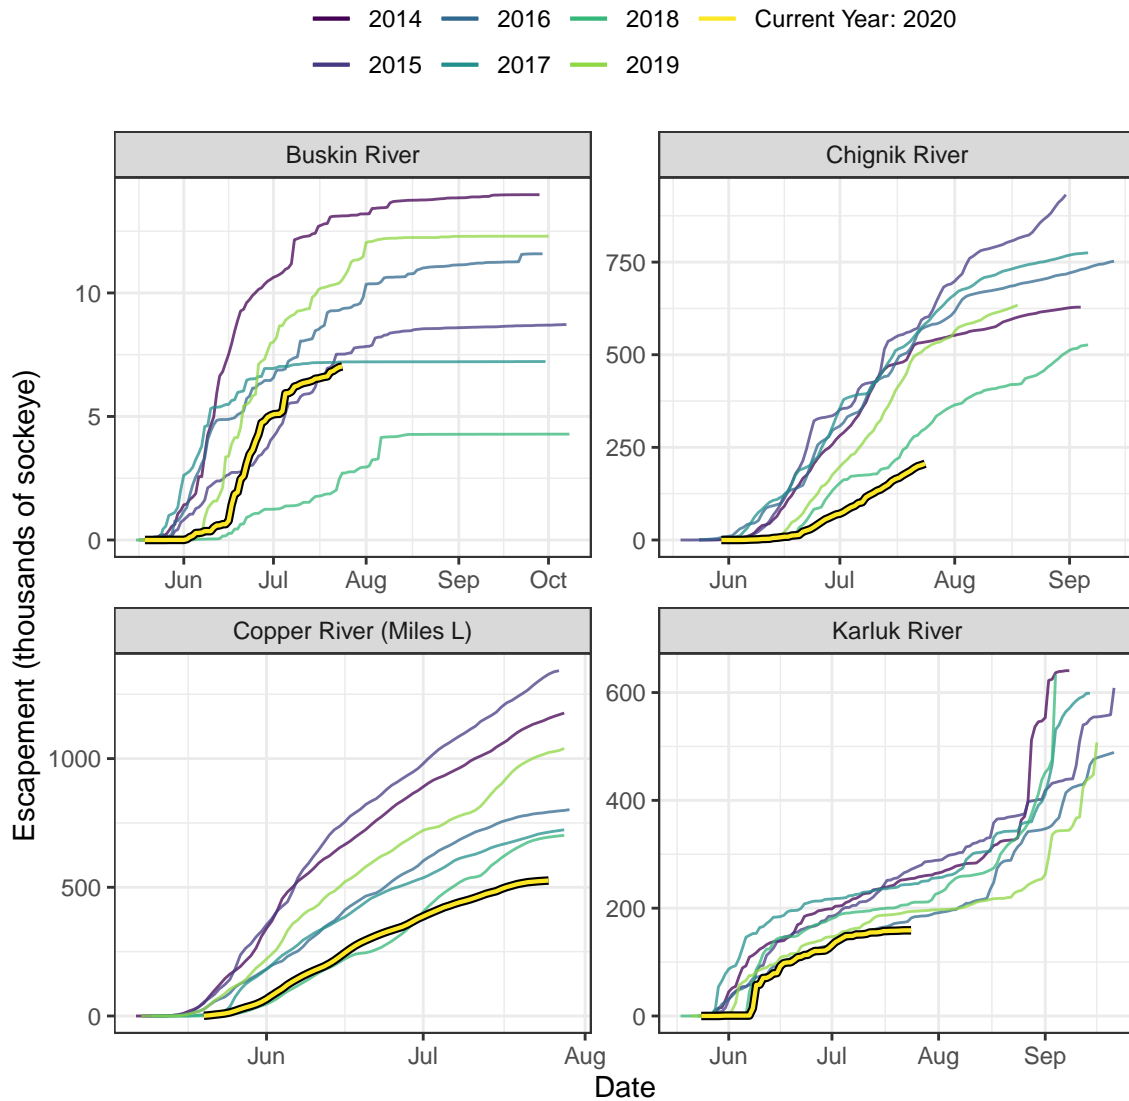 2014 2016 2018 Current Year: 2020
2015 2017 2019
Buskin River Chignik River
10
5
0
Jun Jul Aug Sep Oct
750
500
250
0
Jun Jul Aug Sep
Copper River (Miles L) Karluk River
1000
500
0
Jun Jul Aug
600
400
200
0
Jun Jul Aug Sep
Escapement (thousands of sockeye)
Date